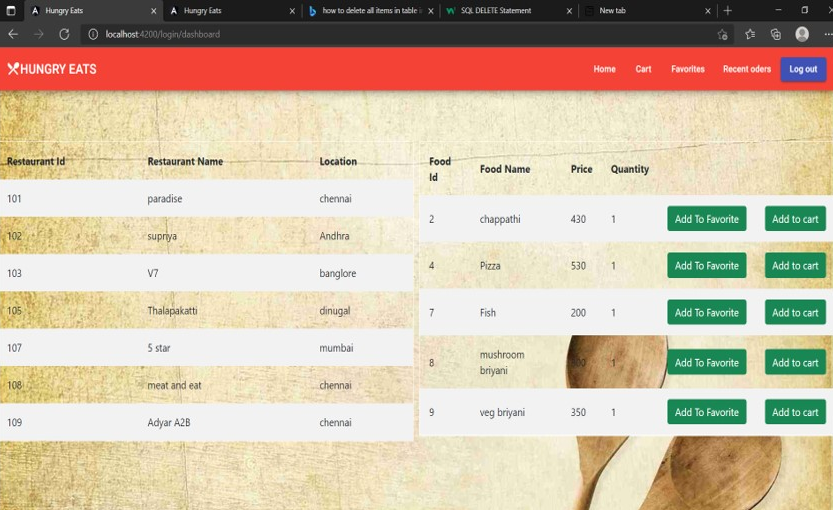 Hungry Eats
Hungry Eats
how to delete all items in table i
SQL DELETE Statement
New tab
localhost:4200/login/dashboard
HUNGRY EATS
Home Cart Favorites Recent oders Log out
Restaurant Id Restaurant Name Location
101 paradise chennai
102 supriya Andhra
103 V7 banglore
105 Thalapakatti dinugal
107 5 star mumbai
108 meat and eat chennai
109 Adyar A2B chennai
Food Id Food Name Price Quantity
2 chappathi 430 1 Add To Favorite Add to cart
4 Pizza 530 1 Add To Favorite Add to cart
7 Fish 200 1 Add To Favorite Add to cart
8 mushroom briyani 1 Add To Favorite Add to cart
9 veg briyani 350 1 Add To Favorite Add to cart